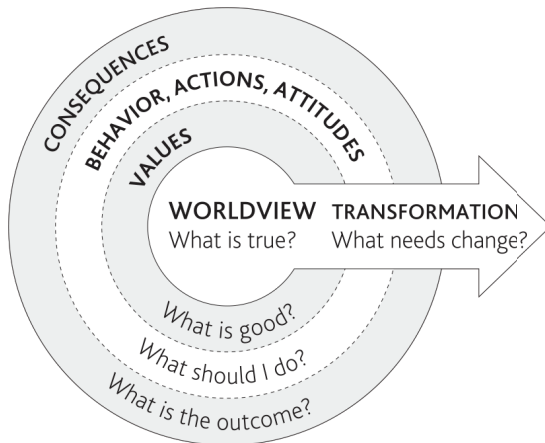 CONSEQUENCES
BEHAVIOR, ACTIONS, ATTITUDES
VALUES
WORLDVIEW
What is true?
TRANSFORMATION
What needs change?
What is good?
What should I do?
What is the outcome?